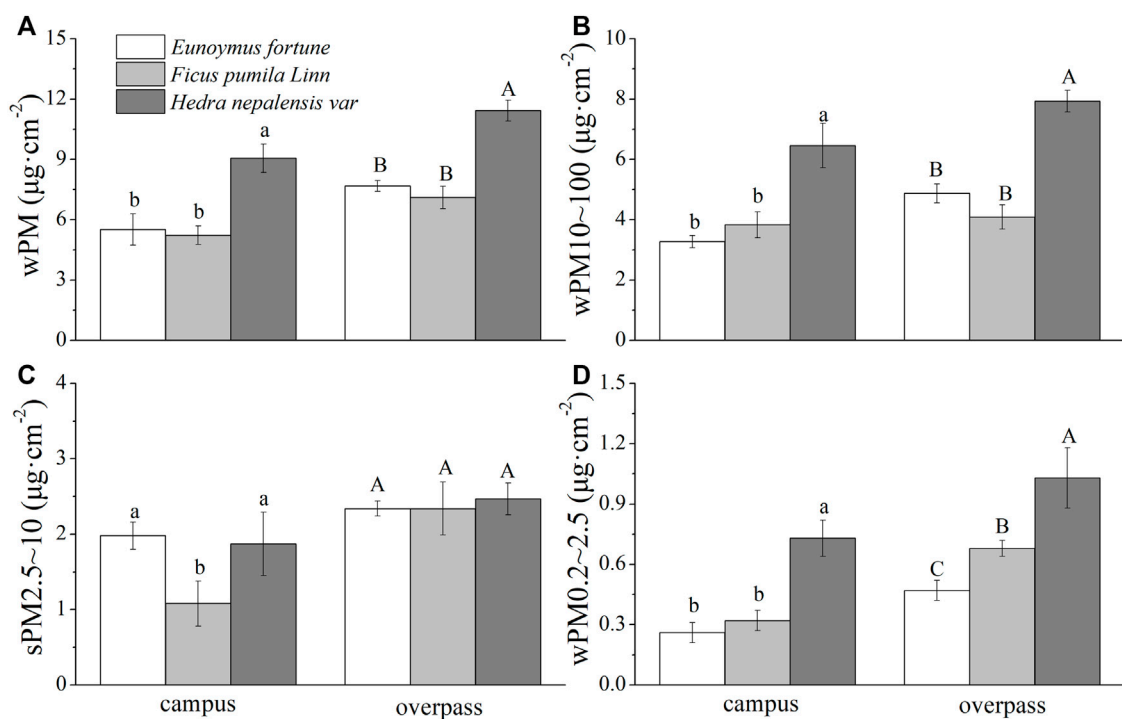 A
wPM (µg·cm-2)
15
12
9
6
3
0
Eunoymus fortune
Ficus pumila Linn
Hedra nepalensis var
b
b
a
B
B
A
B
wPM10~100 (µg·cm-2)
10
8
6
4
2
0
b
b
a
B
B
A
C
sPM2.5~10 (µg·cm-2)
4
3
2
1
0
a
b
a
A
A
A
campus
overpass
D
wPM0.2~2.5 (µg·cm-2)
1.5
1.2
0.9
0.6
0.3
0.0
b
b
a
C
B
A
campus
overpass